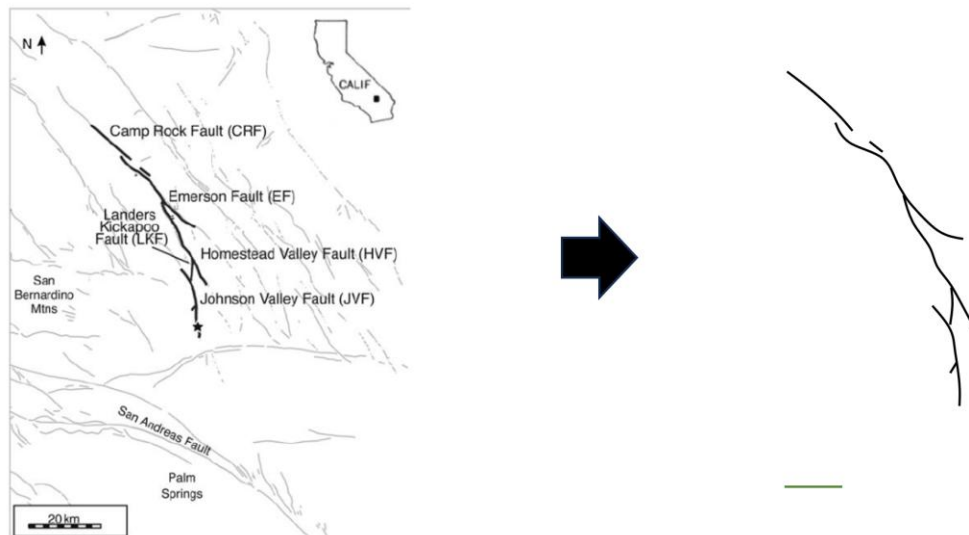 N
CALIF
Camp Rock Fault (CRF)
Emerson Fault (EF)
Landers
Kickapoo
Fault (LKF)
Homestead Valley Fault (HVF)
San
Bernardino
Mtns
Johnson Valley Fault (JVF)
San Andreas Fault
Palm
Springs
20 km